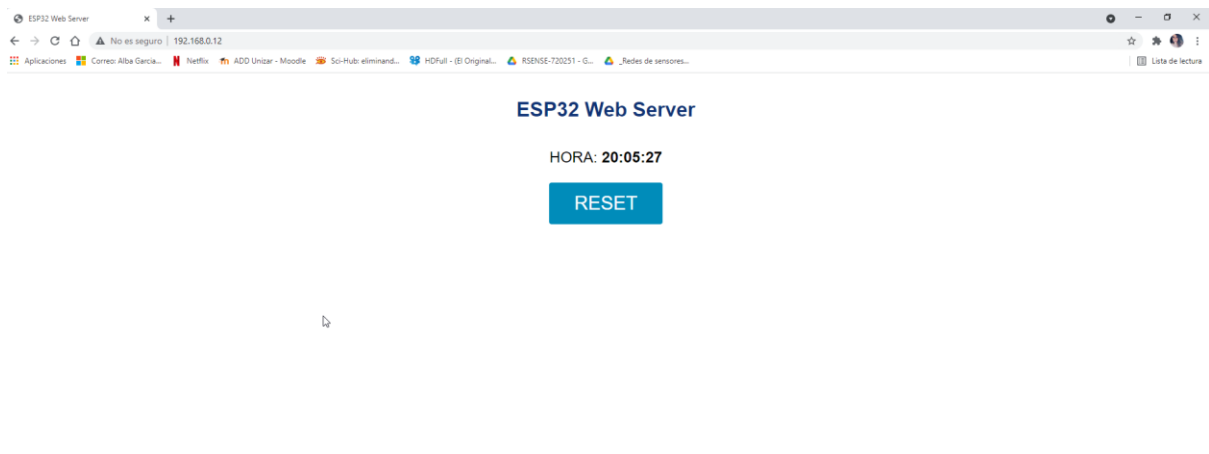 ESP32 Web Server
No es seguro | 192.168.0.12
Aplicaciones Correo: Alba Garcia... Netflix ADD Unizar - Moodle Sci-Hub: eliminand... HDFull - (El Original... RSENSE-720251 - G... _Redes de sensores... Lista de lectura
ESP32 Web Server
HORA: 20:05:27
RESET